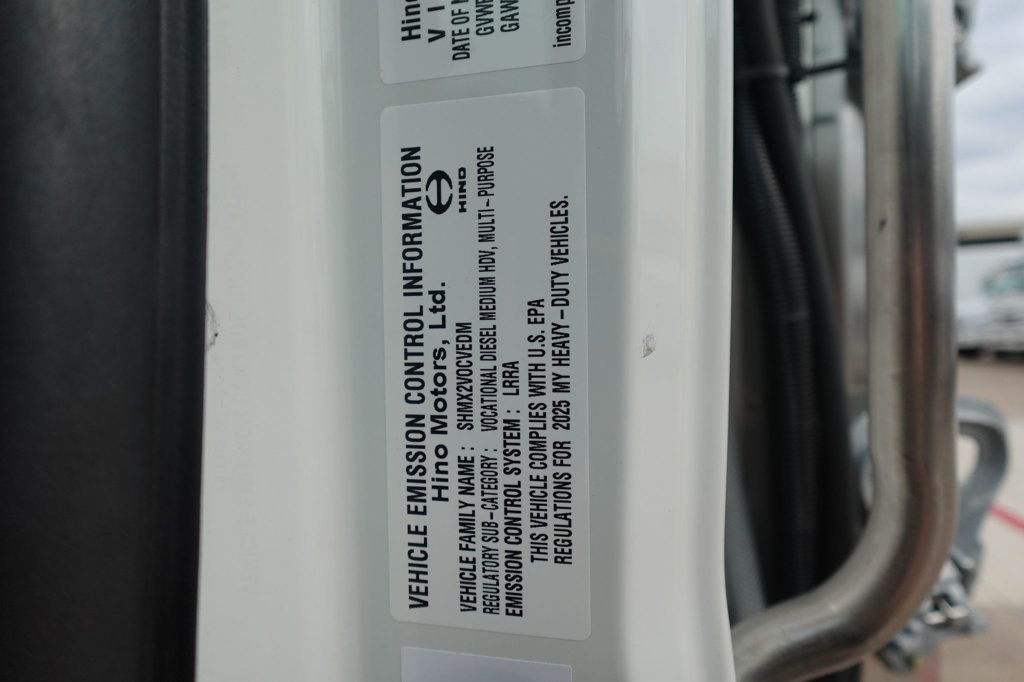 Hino
VI
DATE OF
GVWR
GAW
incomp
VEHICLE EMISSION CONTROL INFORMATION
Hino Motors, Ltd.
HINO
VEHICLE FAMILY NAME : SHMX2VOCVEDM
REGULATORY SUB-CATEGORY : VOCATIONAL DIESEL MEDIUM HDV, MULTI-PURPOSE
EMISSION CONTROL SYSTEM : LRRA
THIS VEHICLE COMPLIES WITH U.S. EPA
REGULATIONS FOR 2025 MY HEAVY-DUTY VEHICLES.